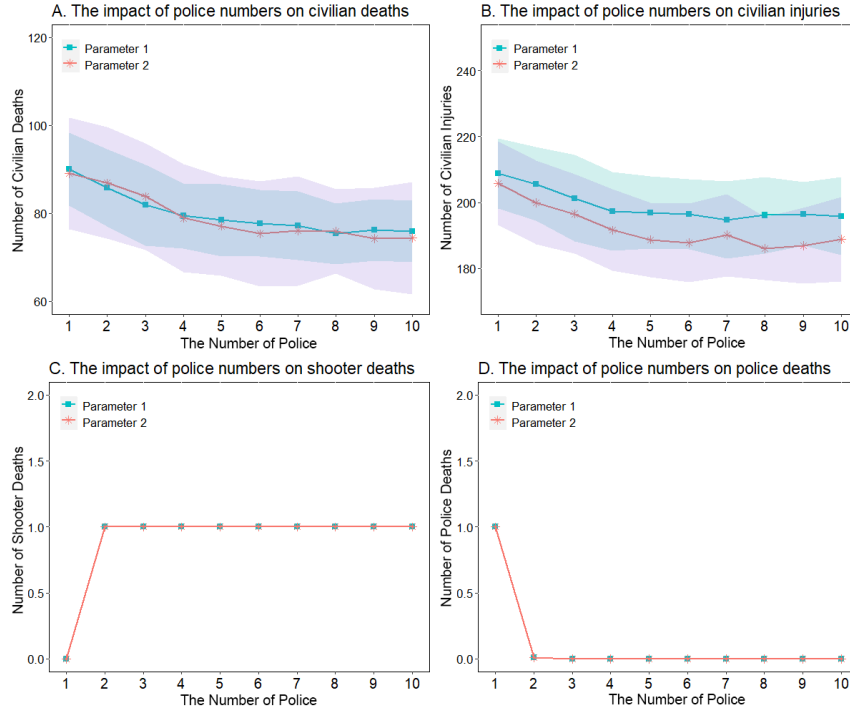 A. The impact of police numbers on civilian deaths
120
100
80
60
Number of Civilian Deaths
Parameter 1
Parameter 2
1 2 3 4 5 6 7 8 9 10
The Number of Police
B. The impact of police numbers on civilian injuries
240
220
200
180
Number of Civilian Injuries
Parameter 1
Parameter 2
1 2 3 4 5 6 7 8 9 10
The Number of Police
C. The impact of police numbers on shooter deaths
2.0
1.5
1.0
0.5
0.0
Number of Shooter Deaths
Parameter 1
Parameter 2
1 2 3 4 5 6 7 8 9 10
The Number of Police
D. The impact of police numbers on police deaths
2.0
1.5
1.0
0.5
0.0
Number of Police Deaths
Parameter 1
Parameter 2
1 2 3 4 5 6 7 8 9 10
The Number of Police